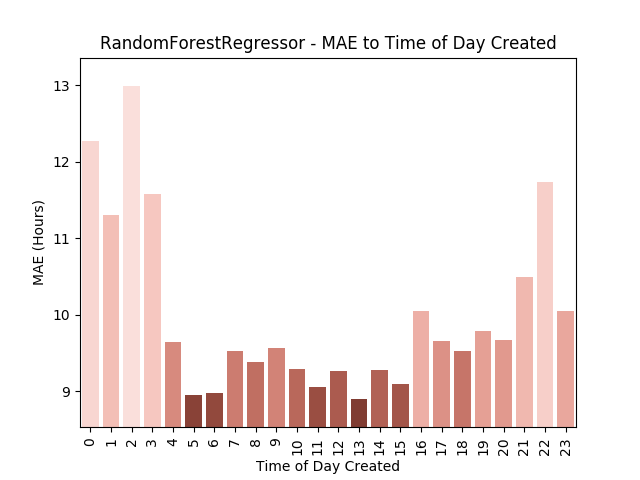 RandomForestRegressor - MAE to Time of Day Created
MAE (Hours)
13
12
11
10
9
0 1 2 3 4 5 6 7 8 9 10 11 12 13 14 15 16 17 18 19 20 21 22 23
Time of Day Created